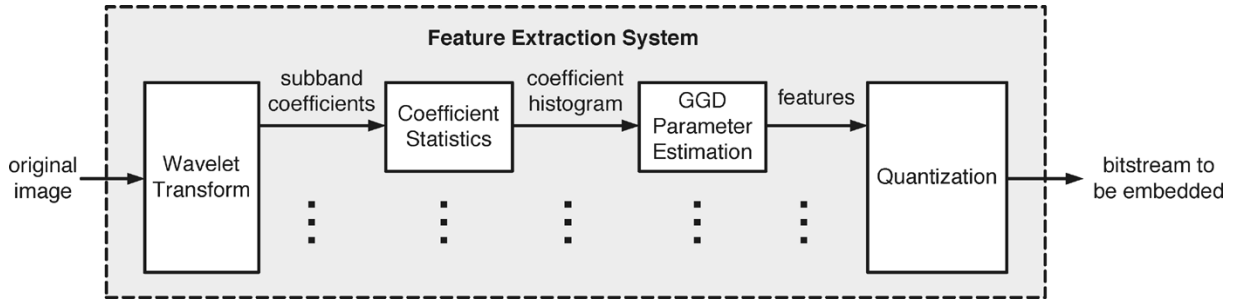 Feature Extraction System
original
image
Wavelet
Transform
subband
coefficients
Coefficient
Statistics
coefficient
histogram
GGD
Parameter
Estimation
features
Quantization
bitstream to
be embedded